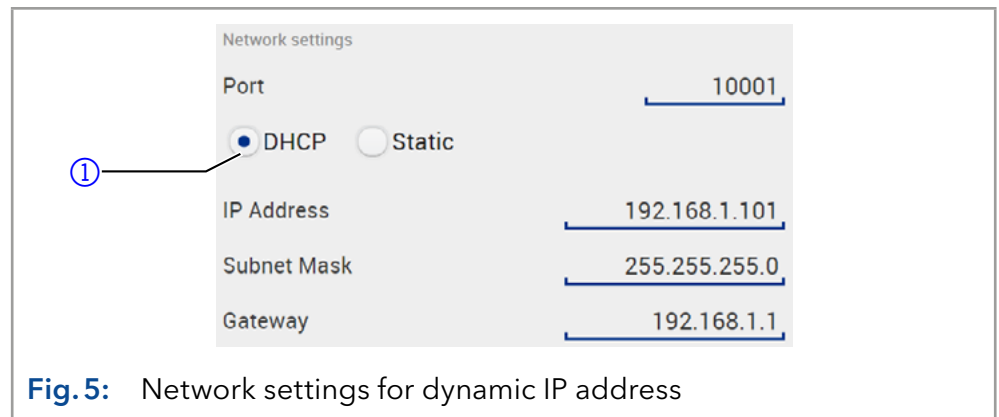 Network settings
Port 10001
DHCP Static
①
IP Address 192.168.1.101
Subnet Mask 255.255.255.0
Gateway 192.168.1.1
Fig. 5: Network settings for dynamic IP address